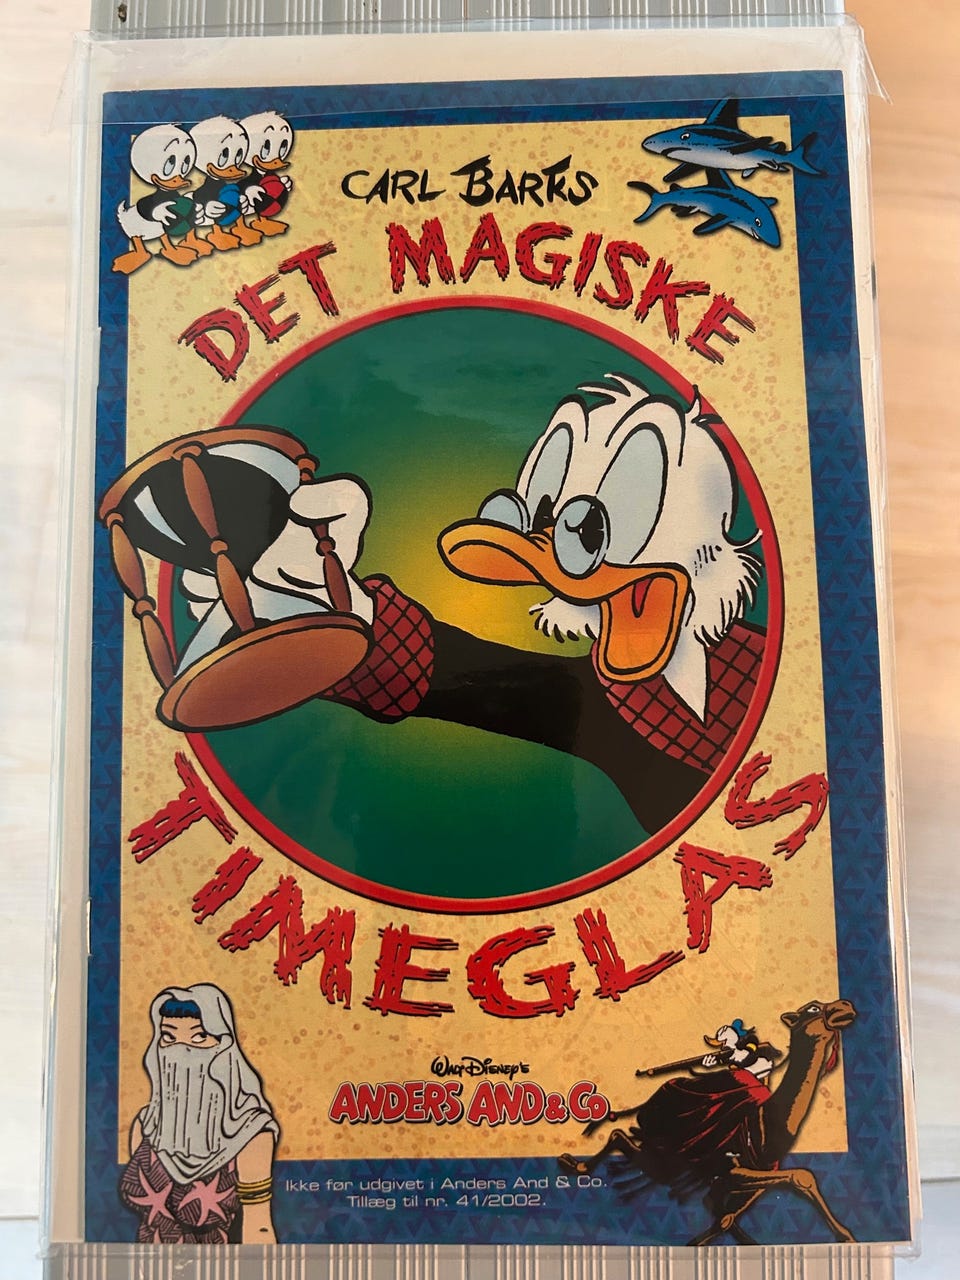 CARL BARKS
DET MAGISKE
TIMEGLAS
WALT DISNEY'S
ANDERS AND & Co.
Ikke før udgivet i Anders And & Co.
Tillæg til nr. 41/2002.